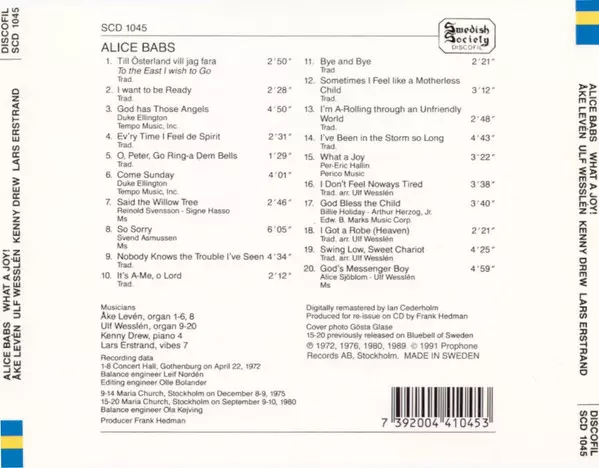 DISCOFIL
SCD 1045
ALICE BABS WHAT A JOY!
ÅKE LEVÉN ULF WESSLÉN KENNY DREW LARS ERSTRAND
SCD 1045
Swedish
Society
DISCOFIL
ALICE BABS
1. Till Österland vill jag fara 2'50"
To the East I wish to Go
Trad.
2. I want to be Ready 2'28"
Trad.
3. God has Those Angels 4'50"
Duke Ellington
Tempo Music, Inc.
4. Ev'ry Time I Feel de Spirit 2'31"
Trad.
5. O, Peter, Go Ring-a Dem Bells 1'29"
Trad.
6. Come Sunday 4'01"
Duke Ellington
Tempo Music, Inc.
7. Said the Willow Tree 2'46"
Reinold Svensson - Signe Hasso
Ms
8. So Sorry 6'05"
Svend Asmussen
Ms
9. Nobody Knows the Trouble I've Seen 4'34"
Trad.
10. It's A-Me, o Lord 2'12"
Trad.
11. Bye and Bye 2'21"
Trad
12. Sometimes I Feel like a Motherless
Child 3'12"
Trad.
13. I'm A-Rolling through an Unfriendly
World 2'48"
Trad.
14. I've Been in the Storm so Long 4'43"
Trad.
15. What a Joy 3'22"
Per-Eric Hallin
Perico Music
16. I Don't Feel Noways Tired 3'38"
Trad. arr. Ulf Wesslén
17. God Bless the Child 3'40"
Billie Holiday - Arthur Herzog, Jr.
Edw. B. Marks Music Corp.
18. I Got a Robe (Heaven) 2'21"
Trad. arr. Ulf Wesslén
19. Swing Low, Sweet Chariot 4'25"
Trad. arr. Ulf Wesslén
20. God's Messenger Boy 4'59"
Alice Sjöblom - Ulf Wesslén
Ms
Musicians
Åke Levén, organ 1-6, 8
Ulf Wesslén, organ 9-20
Kenny Drew, piano 4
Lars Erstrand, vibes 7
Recording data
1-8 Concert Hall, Gothenburg on April 22, 1972
Balance engineer Leif Nordén
Editing engineer Olle Bolander
9-14 Maria Church, Stockholm on December 8-9, 1975
15-20 Maria Church, Stockholm on September 9-10, 1980
Balance engineer Ola Kejving
Producer Frank Hedman
Digitally remastered by Ian Cederholm
Produced for re-issue on CD by Frank Hedman
Cover photo Gösta Glase
15-20 previously released on Bluebell of Sweden
℗ 1972, 1976, 1980, 1989 © 1991 Prophone
Records AB, Stockholm. MADE IN SWEDEN
7 392004 410453
ALICE BABS WHAT A JOY!
ÅKE LEVÉN ULF WESSLÉN KENNY DREW LARS ERSTRAND
DISCOFIL
SCD 1045